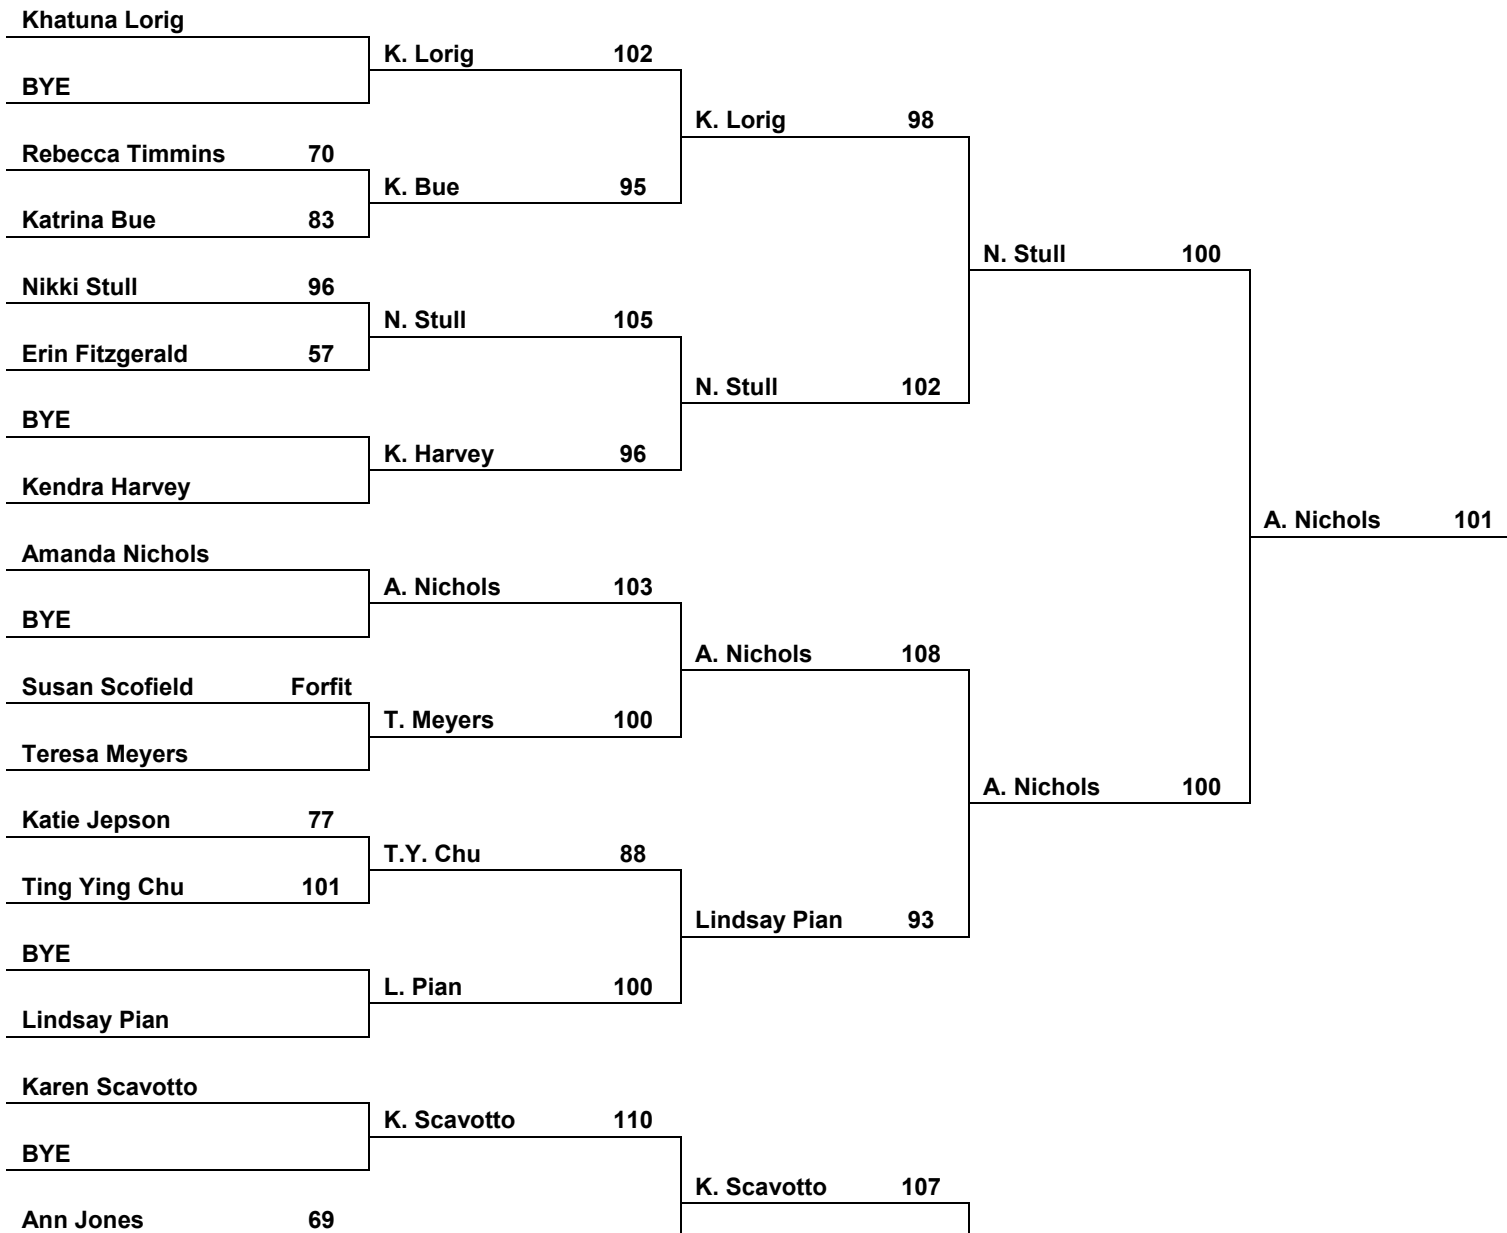 Khatuna Lorig
K. Lorig 102
BYE
K. Lorig 98
Rebecca Timmins 70
K. Bue 95
Katrina Bue 83
N. Stull 100
Nikki Stull 96
N. Stull 105
Erin Fitzgerald 57
N. Stull 102
BYE
K. Harvey 96
Kendra Harvey
A. Nichols 101
Amanda Nichols
A. Nichols 103
BYE
A. Nichols 108
Susan Scofield Forfit
T. Meyers 100
Teresa Meyers
A. Nichols 100
Katie Jepson 77
T.Y. Chu 88
Ting Ying Chu 101
Lindsay Pian 93
BYE
L. Pian 100
Lindsay Pian
Karen Scavotto
K. Scavotto 110
BYE
K. Scavotto 107
Ann Jones 69